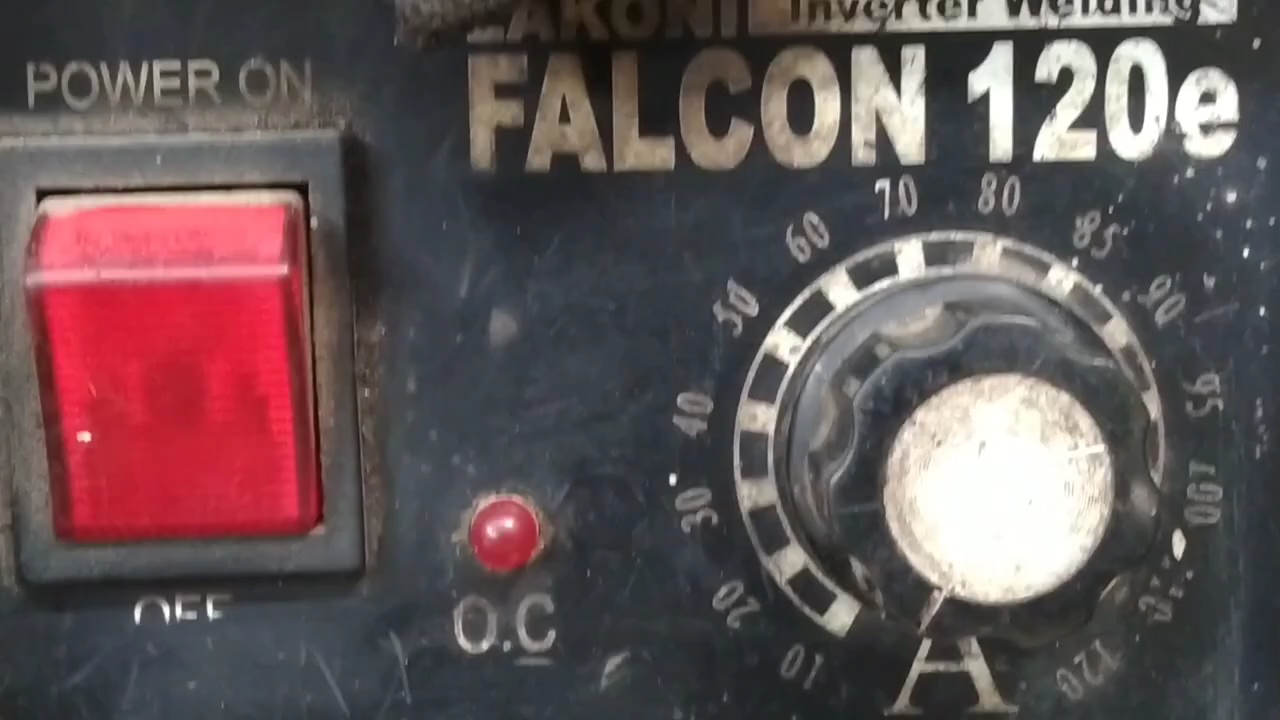 LAKONI Inverter Welding
FALCON 120e
POWER ON
OFF
O.C
10
20
30
40
50
60
70
80
85
90
95
100
120
A